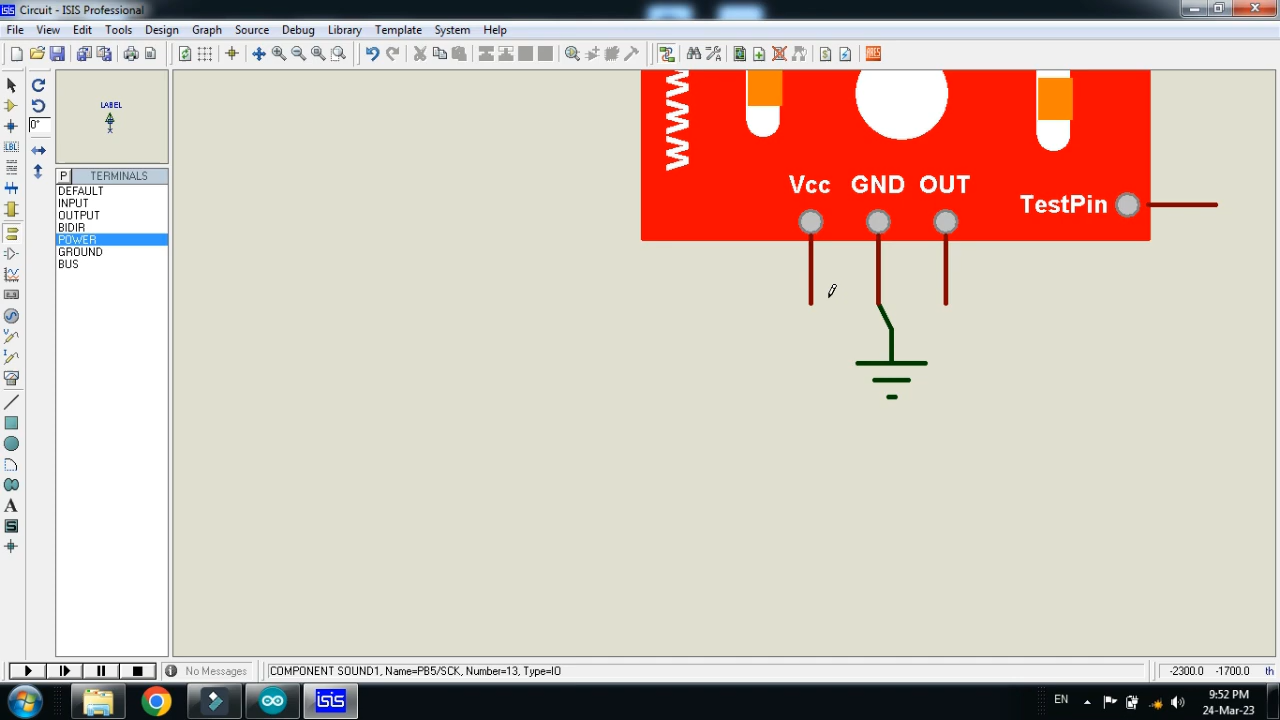 Circuit - ISIS Professional
File View Edit Tools Design Graph Source Debug Library Template System Help
LABEL
0°
LBL
P TERMINALS
DEFAULT
INPUT
OUTPUT
BIDIR
POWER
GROUND
BUS
A
S
Vcc GND OUT
TestPin
No Messages
COMPONENT SOUND1, Name=PB5/SCK, Number=13, Type=IO
-2300.0 -1700.0 th
isis
EN
9:52 PM
24-Mar-23